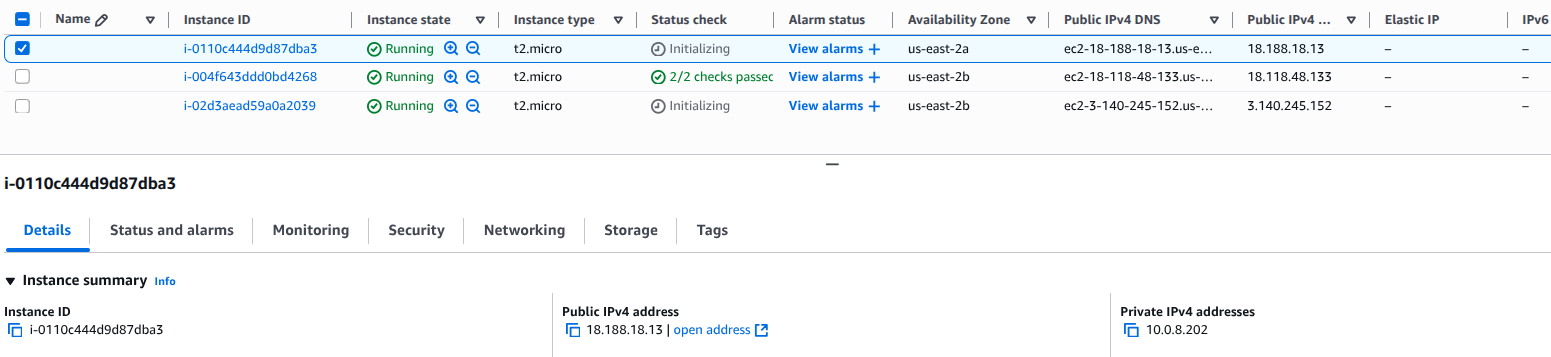 Name Instance ID Instance state Instance type Status check Alarm status Availability Zone Public IPv4 DNS Public IPv4 ... Elastic IP IPv6
i-0110c444d9d87dba3 Running t2.micro Initializing View alarms + us-east-2a ec2-18-188-18-13.us-e... 18.188.18.13 – –
i-004f643ddd0bd4268 Running t2.micro 2/2 checks passec View alarms + us-east-2b ec2-18-118-48-133.us-... 18.118.48.133 – –
i-02d3aead59a0a2039 Running t2.micro Initializing View alarms + us-east-2b ec2-3-140-245-152.us-... 3.140.245.152 – –
i-0110c444d9d87dba3
Details Status and alarms Monitoring Security Networking Storage Tags
Instance summary Info
Instance ID Public IPv4 address Private IPv4 addresses
i-0110c444d9d87dba3 18.188.18.13 | open address 10.0.8.202